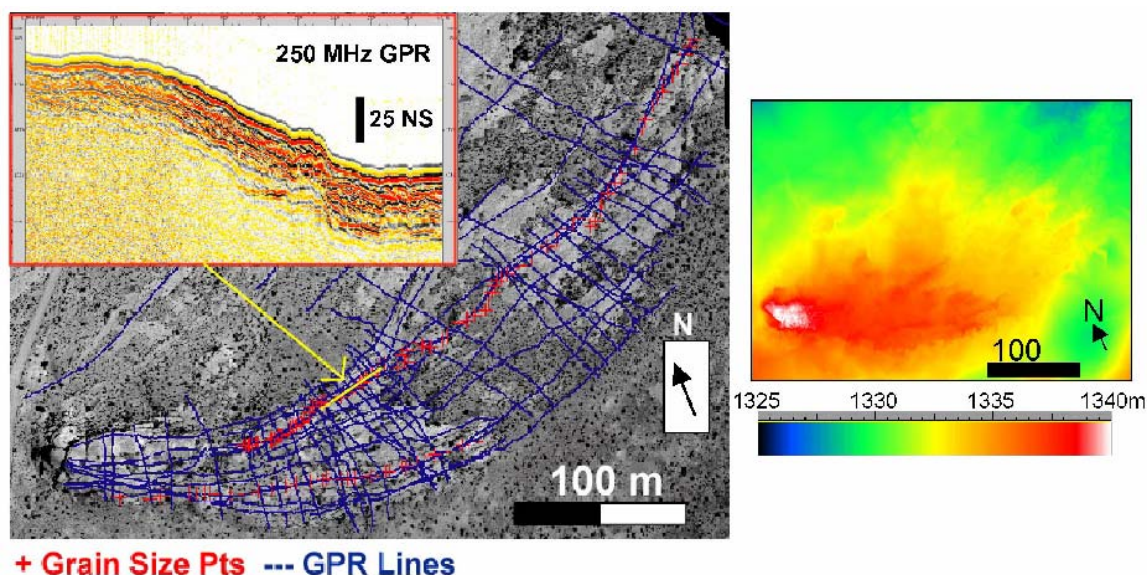 250 MHz GPR
25 NS
N
100 m
+ Grain Size Pts --- GPR Lines
N
100
1325 1330 1335 1340m